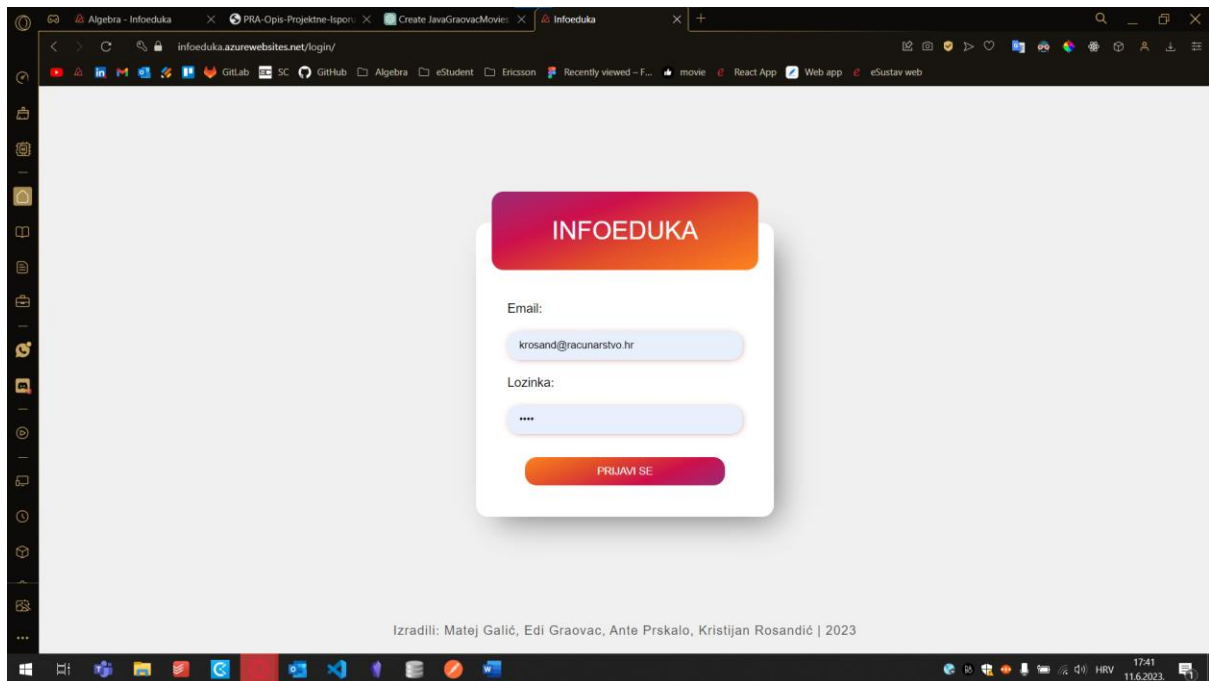 Algebra - Infoeduka
PRA-Opis-Projektne-Isporu
Create JavaGraovacMovies
Infoeduka
infoeduka.azurewebsites.net/login/
GitLab SC GitHub Algebra eStudent Ericsson Recently viewed – F... movie React App Web app eSustav web
INFOEDUKA
Email:
krosand@racunarstvo.hr
Lozinka:
••••
PRIJAVI SE
Izradili: Matej Galić, Edi Graovac, Ante Prskalo, Kristijan Rosandić | 2023
HRV
17:41
11.6.2023.